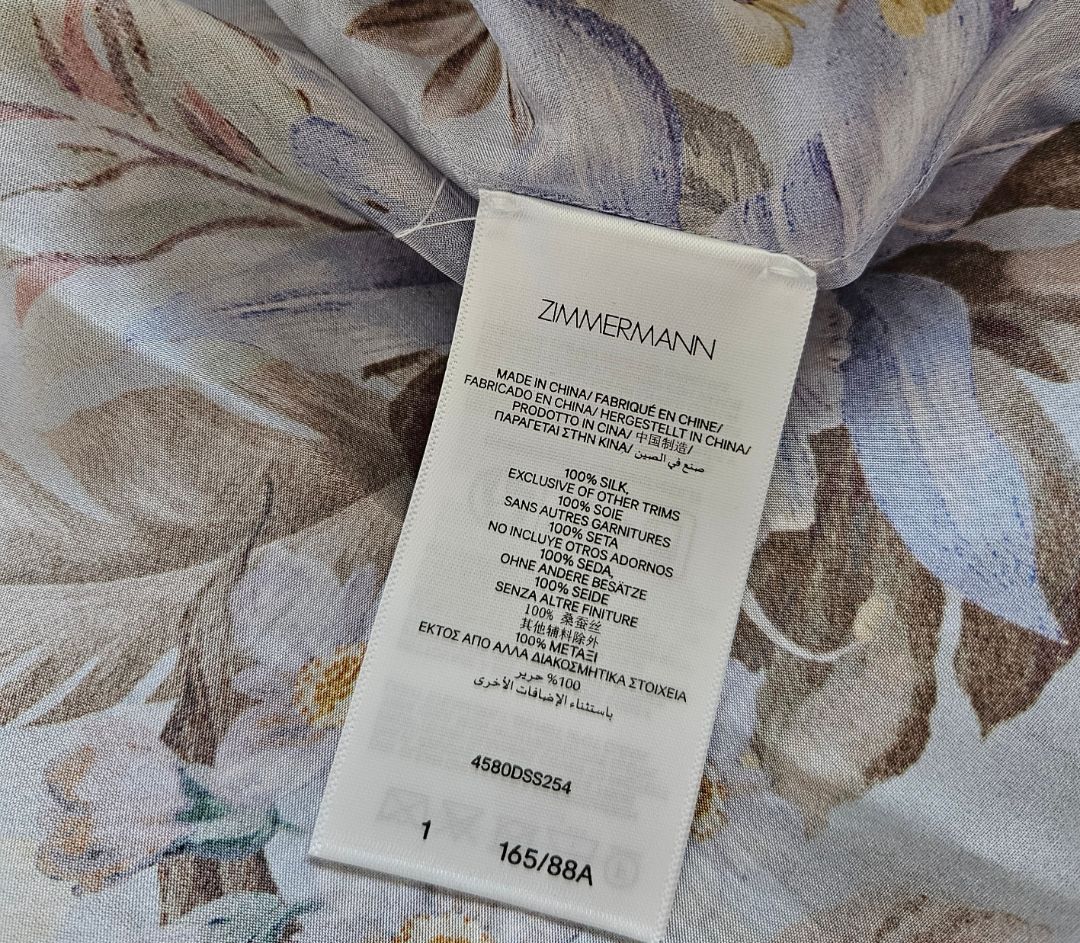 ZIMMERMANN
MADE IN CHINA/ FABRIQUÉ EN CHINE/
FABRICADO EN CHINA/ HERGESTELLT IN CHINA/
PRODOTTO IN CINA/ 中国制造/
ΠΑΡΑΓΕΤΑΙ ΣΤΗΝ ΚΙΝΑ/ صنع في الصين
100% SILK,
EXCLUSIVE OF OTHER TRIMS
100% SOIE
SANS AUTRES GARNITURES
100% SETA
NO INCLUYE OTROS ADORNOS
100% SEDA,
OHNE ANDERE BESÄTZE
100% SEIDE
SENZA ALTRE FINITURE
100% 桑蚕丝
其他辅料除外
100% ΜΕΤΑΞΙ
ΕΚΤΟΣ ΑΠΟ ΑΛΛΑ ΔΙΑΚΟΣΜΗΤΙΚΑ ΣΤΟΙΧΕΙΑ
100% حرير
باستثناء الإضافات الأخرى
4580DSS254
1
165/88A